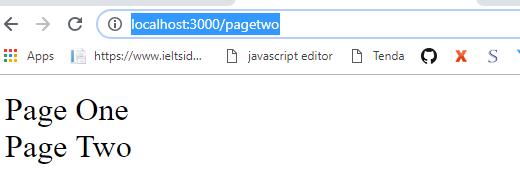 localhost:3000/pagetwo
Apps https://www.ieltsid... javascript editor Tenda X S
Page One
Page Two